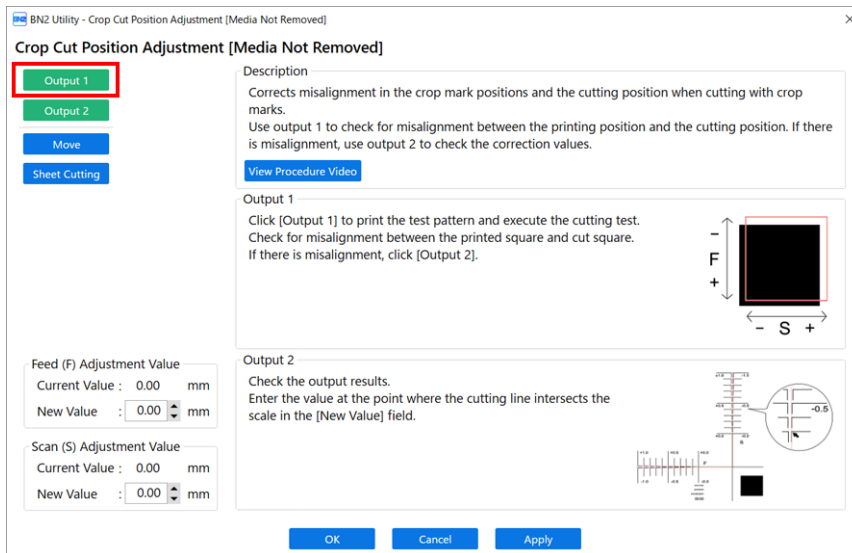 BN2 Utility - Crop Cut Position Adjustment [Media Not Removed]
Crop Cut Position Adjustment [Media Not Removed]
Output 1
Output 2
Move
Sheet Cutting
Description
Corrects misalignment in the crop mark positions and the cutting position when cutting with crop
marks.
Use output 1 to check for misalignment between the printing position and the cutting position. If there
is misalignment, use output 2 to check the correction values.
View Procedure Video
Output 1
Click [Output 1] to print the test pattern and execute the cutting test.
Check for misalignment between the printed square and cut square.
If there is misalignment, click [Output 2].
-
F
+
- S +
Feed (F) Adjustment Value
Current Value : 0.00 mm
New Value : 0.00 mm
Scan (S) Adjustment Value
Current Value : 0.00 mm
New Value : 0.00 mm
Output 2
Check the output results.
Enter the value at the point where the cutting line intersects the
scale in the [New Value] field.
-0.5
OK Cancel Apply